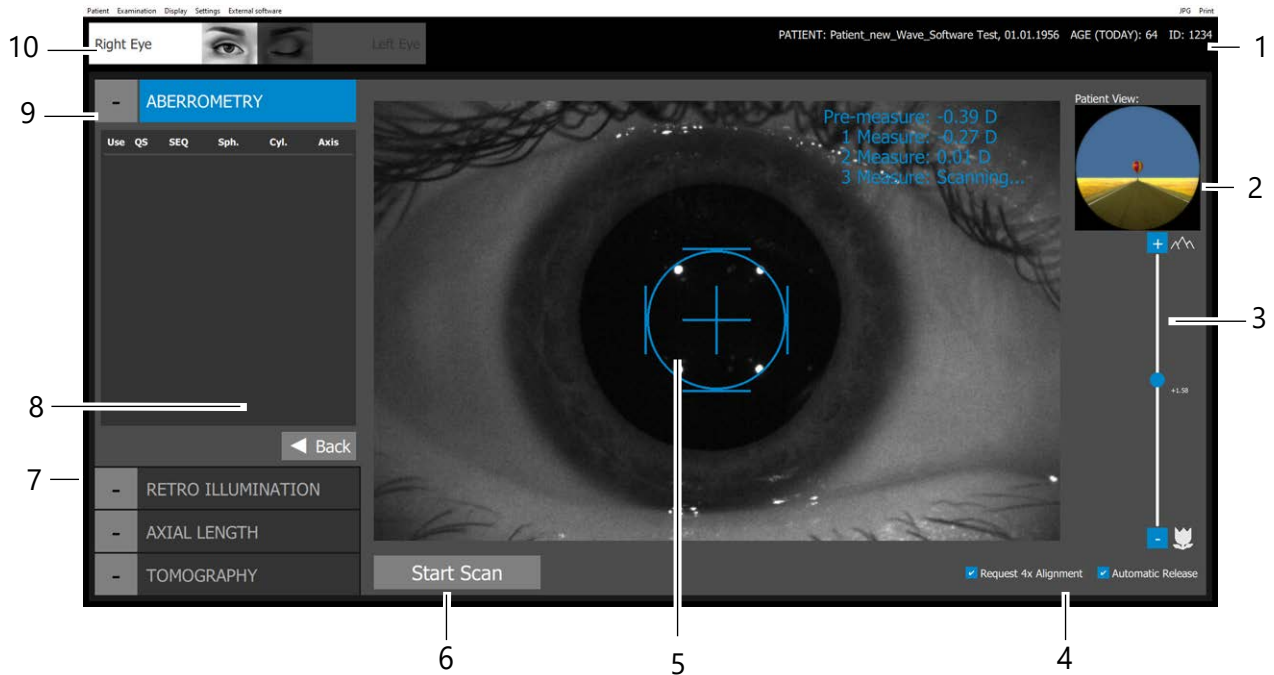 Patient Examination Display Settings External software JPG Print
10 Right Eye Left Eye PATIENT: Patient_new_Wave_Software Test, 01.01.1956 AGE (TODAY): 64 ID: 1234 1
9 - ABERROMETRY
Use QS SEQ Sph. Cyl. Axis
Pre-measure: -0.39 D
1 Measure: -0.27 D
2 Measure: 0.01 D
3 Measure: Scanning...
Patient View:
2
+
3
+1.58
-
8
Back
7
- RETRO ILLUMINATION
- AXIAL LENGTH
- TOMOGRAPHY
Start Scan
Request 4x Alignment Automatic Release
6 5 4